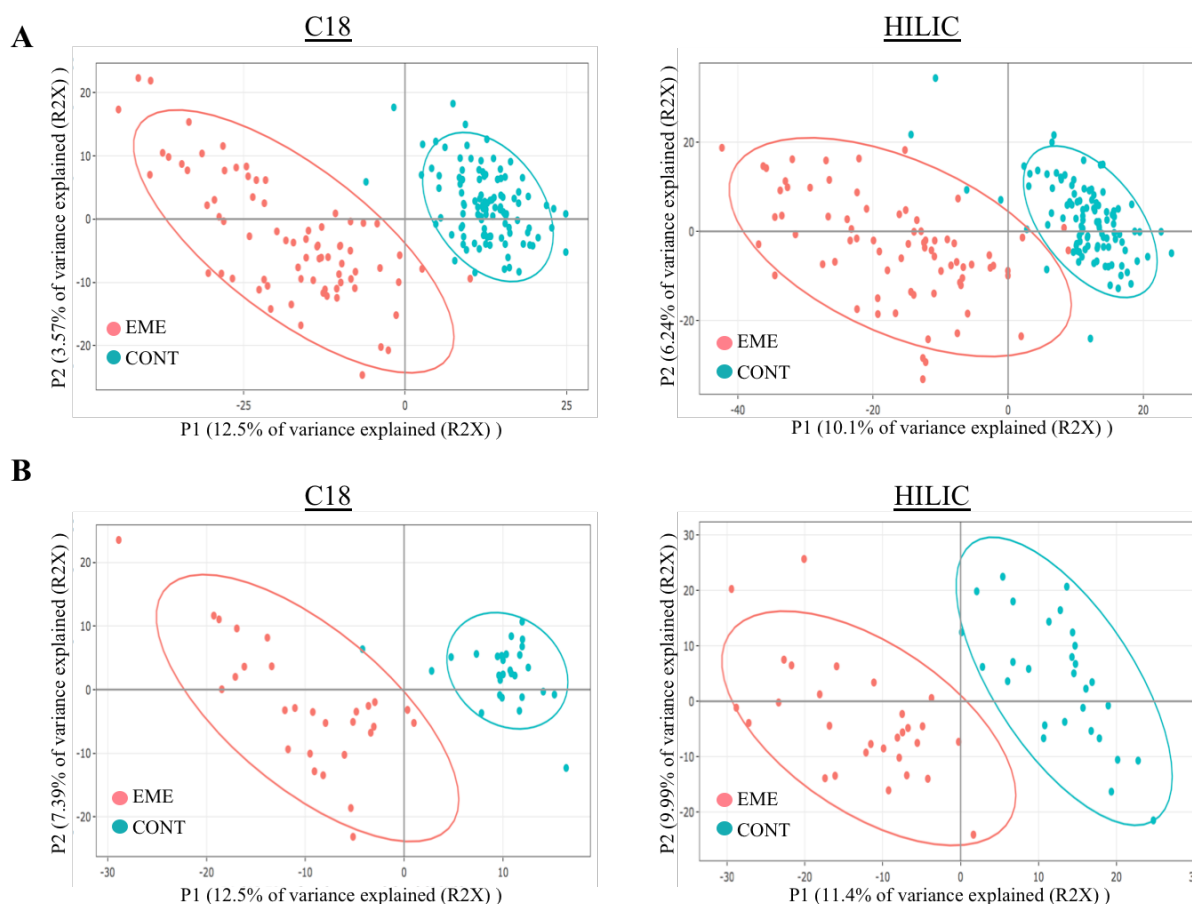 A
C18
HILIC
P2 (3.57% of variance explained (R2X) )
20
10
0
-10
-20
EME
CONT
-25
0
25
P1 (12.5% of variance explained (R2X) )
P2 (6.24% of variance explained (R2X) )
20
0
-20
EME
CONT
-40
-20
0
20
P1 (10.1% of variance explained (R2X) )
B
C18
HILIC
P2 (7.39% of variance explained (R2X) )
20
10
0
-10
-20
EME
CONT
-30
-20
-10
0
10
P1 (12.5% of variance explained (R2X) )
P2 (9.99% of variance explained (R2X) )
30
20
10
0
-10
-20
EME
CONT
-30
-20
-10
0
10
20
P1 (11.4% of variance explained (R2X) )